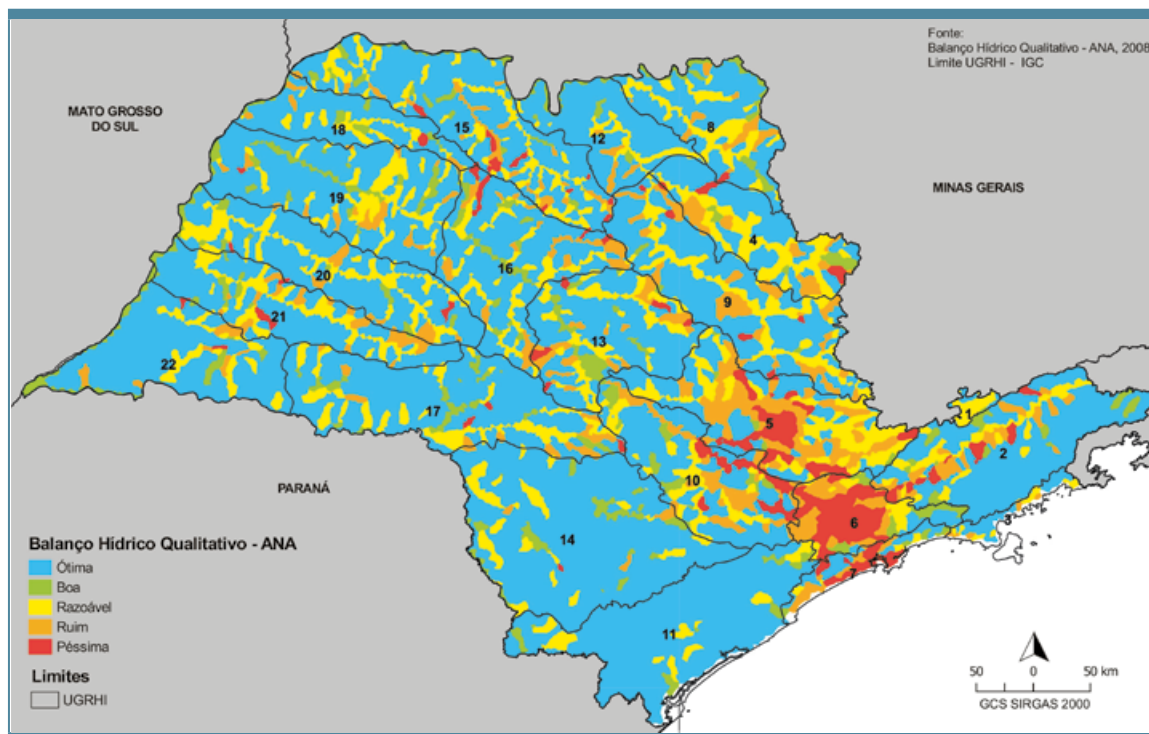 Fonte:
Balanço Hídrico Qualitativo - ANA, 2008
Limite UGRHI - IGC
MATO GROSSO
DO SUL
MINAS GERAIS
PARANÁ
18
15
12
8
19
4
16
20
9
21
13
22
17
5
1
2
10
6
3
14
7
11
Balanço Hídrico Qualitativo - ANA
Ótima
Boa
Razoável
Ruim
Péssima
Limites
UGRHI
50 0 50 km
GCS SIRGAS 2000